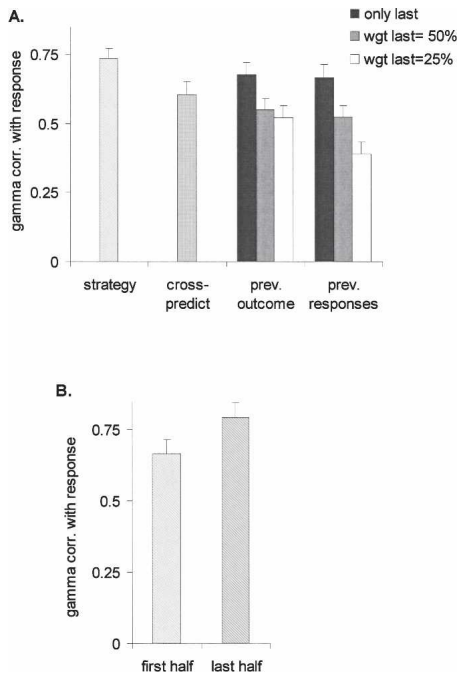 A.
only last
wgt last= 50%
wgt last=25%
gamma corr. with response
0.75
0.5
0.25
0
strategy
cross-
predict
prev.
outcome
prev.
responses
B.
gamma corr. with response
0.75
0.5
0.25
0
first half
last half